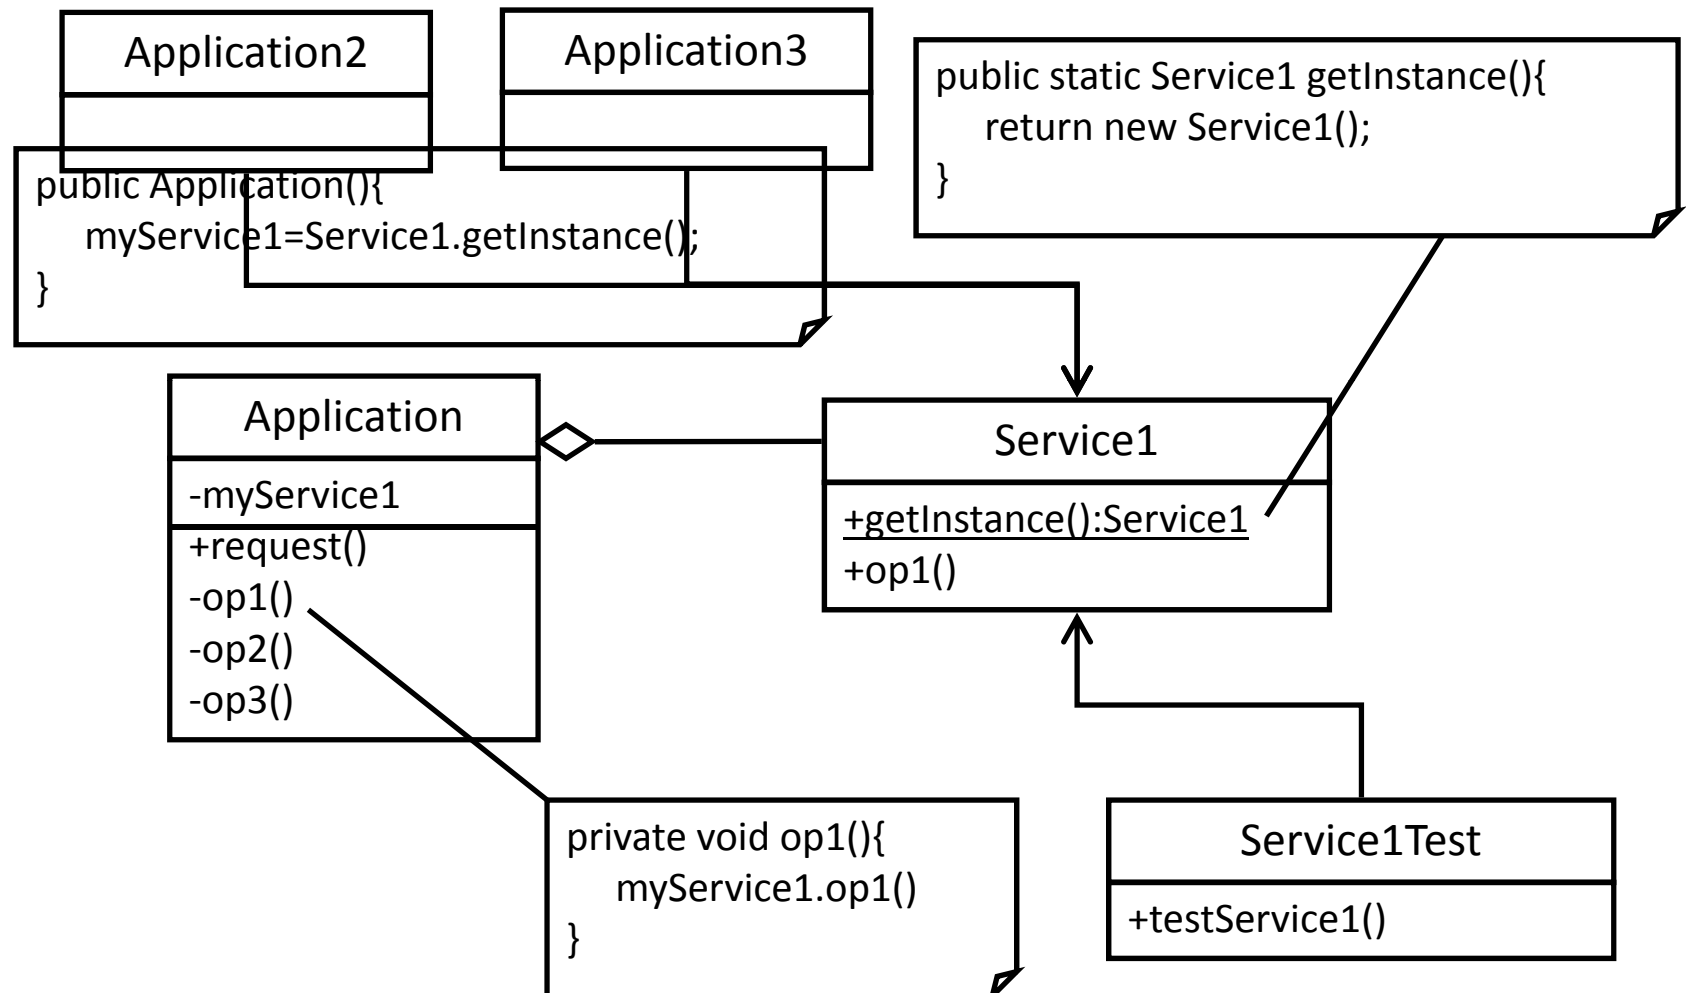 Application2
Application3
public static Service1 getInstance(){
return new Service1();
}
public Application(){
myService1=Service1.getInstance();
}
Application
-myService1
+request()
-op1()
-op2()
-op3()
Service1
+getInstance():Service1
+op1()
private void op1(){
myService1.op1()
}
Service1Test
+testService1()